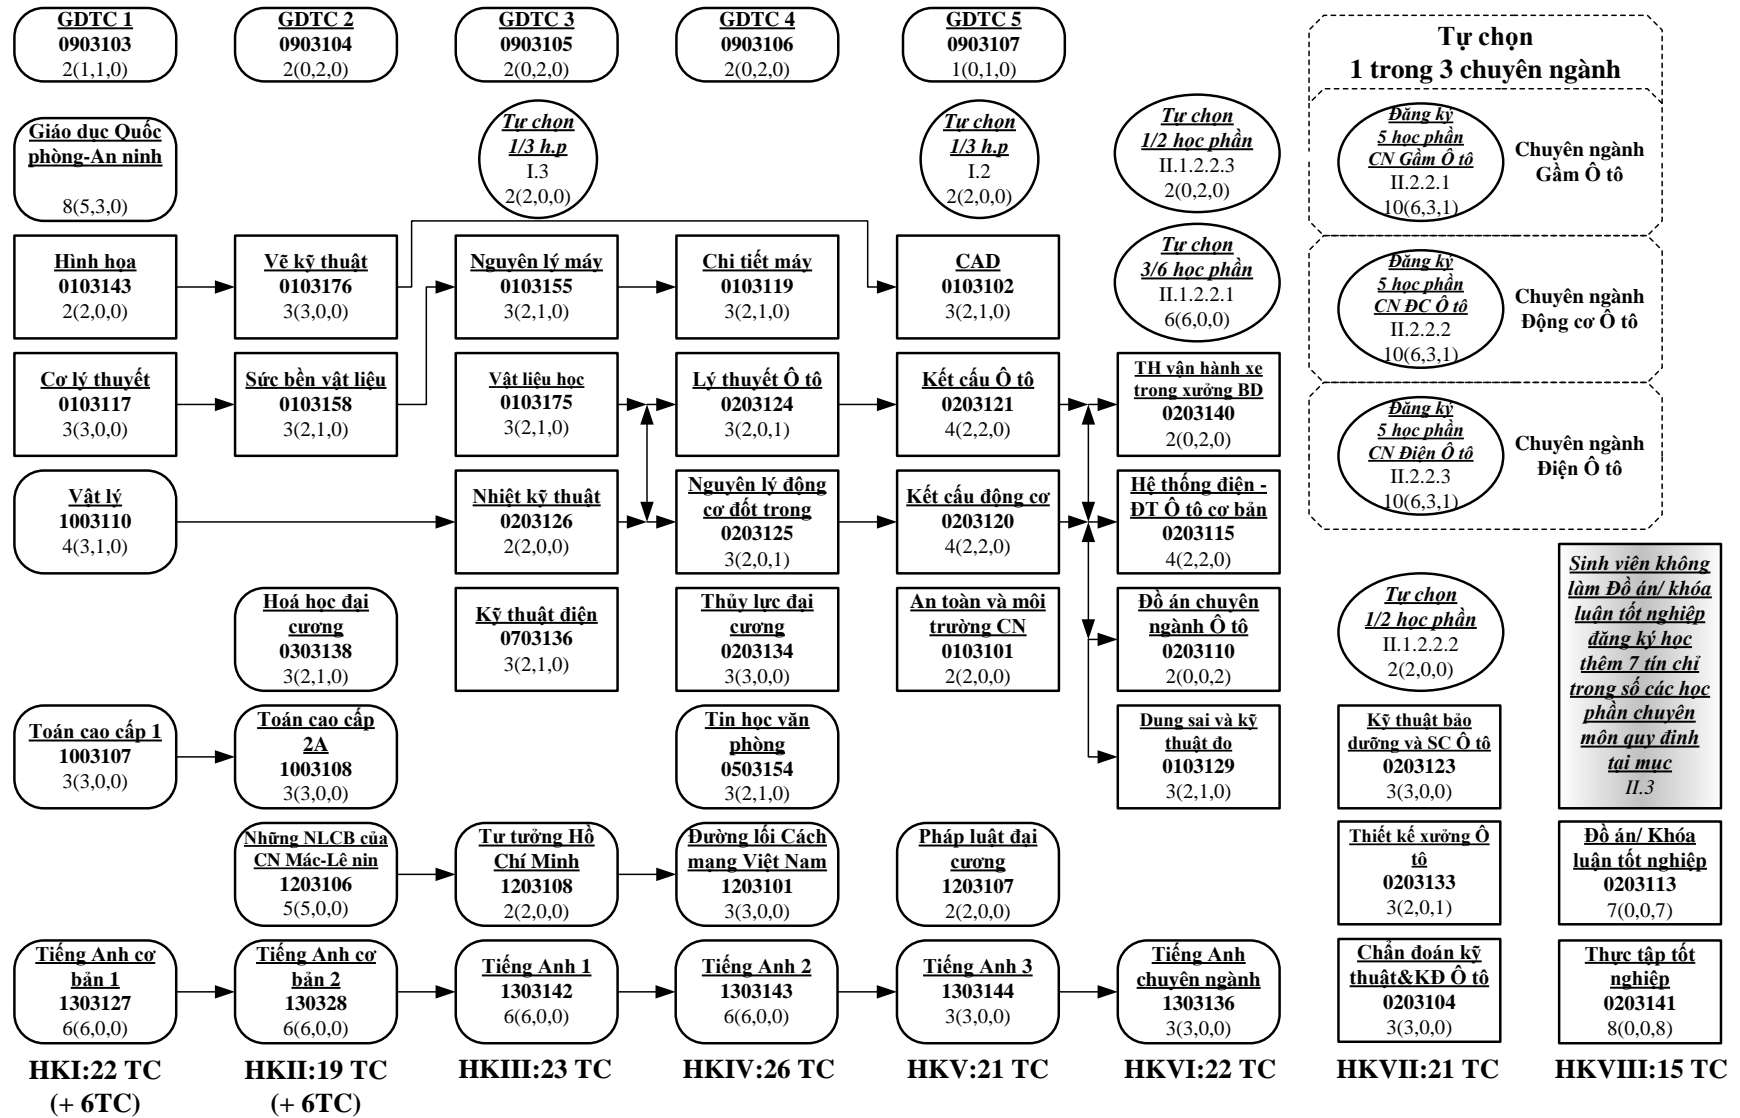 GDTC 1
0903103
2(1,1,0)
GDTC 2
0903104
2(0,2,0)
GDTC 3
0903105
2(0,2,0)
GDTC 4
0903106
2(0,2,0)
GDTC 5
0903107
1(0,1,0)
Tự chọn
1 trong 3 chuyên ngành
Giáo dục Quốc
phòng-An ninh
8(5,3,0)
Tự chọn
1/3 h.p
I.3
2(2,0,0)
Tự chọn
1/3 h.p
I.2
2(2,0,0)
Tự chọn
1/2 học phần
II.1.2.2.3
2(0,2,0)
Đăng ký
5 học phần
CN Gầm Ô tô
II.2.2.1
10(6,3,1)
Chuyên ngành
Gầm Ô tô
Hình họa
0103143
2(2,0,0)
Vẽ kỹ thuật
0103176
3(3,0,0)
Nguyên lý máy
0103155
3(2,1,0)
Chi tiết máy
0103119
3(2,1,0)
CAD
0103102
3(2,1,0)
Tự chọn
3/6 học phần
II.1.2.2.1
6(6,0,0)
Đăng ký
5 học phần
CN ĐC Ô tô
II.2.2.2
10(6,3,1)
Chuyên ngành
Động cơ Ô tô
Cơ lý thuyết
0103117
3(3,0,0)
Sức bền vật liệu
0103158
3(2,1,0)
Vật liệu học
0103175
3(2,1,0)
Lý thuyết Ô tô
0203124
3(2,0,1)
Kết cấu Ô tô
0203121
4(2,2,0)
TH vận hành xe
trong xưởng BD
0203140
2(0,2,0)
Đăng ký
5 học phần
CN Điện Ô tô
II.2.2.3
10(6,3,1)
Chuyên ngành
Điện Ô tô
Vật lý
1003110
4(3,1,0)
Nhiệt kỹ thuật
0203126
2(2,0,0)
Nguyên lý động
cơ đốt trong
0203125
3(2,0,1)
Kết cấu động cơ
0203120
4(2,2,0)
Hệ thống điện -
ĐT Ô tô cơ bản
0203115
4(2,2,0)
Hoá học đại
cương
0303138
3(2,1,0)
Kỹ thuật điện
0703136
3(2,1,0)
Thủy lực đại
cương
0203134
3(3,0,0)
An toàn và môi
trường CN
0103101
2(2,0,0)
Đồ án chuyên
ngành Ô tô
0203110
2(0,0,2)
Tự chọn
1/2 học phần
II.1.2.2.2
2(2,0,0)
Sinh viên không
làm Đồ án/ khóa
luận tốt nghiệp
đăng ký học
thêm 7 tín chỉ
trong số các học
phần chuyên
môn quy định
tại mục
II.3
Toán cao cấp 1
1003107
3(3,0,0)
Toán cao cấp
2A
1003108
3(3,0,0)
Tin học văn
phòng
0503154
3(2,1,0)
Dung sai và kỹ
thuật đo
0103129
3(2,1,0)
Kỹ thuật bảo
dưỡng và SC Ô tô
0203123
3(3,0,0)
Những NLCB của
CN Mác-Lê nin
1203106
5(5,0,0)
Tư tưởng Hồ
Chí Minh
1203108
2(2,0,0)
Đường lối Cách
mạng Việt Nam
1203101
3(3,0,0)
Pháp luật đại
cương
1203107
2(2,0,0)
Thiết kế xưởng Ô
tô
0203133
3(2,0,1)
Đồ án/ Khóa
luận tốt nghiệp
0203113
7(0,0,7)
Tiếng Anh cơ
bản 1
1303127
6(6,0,0)
Tiếng Anh cơ
bản 2
130328
6(6,0,0)
Tiếng Anh 1
1303142
6(6,0,0)
Tiếng Anh 2
1303143
6(6,0,0)
Tiếng Anh 3
1303144
3(3,0,0)
Tiếng Anh
chuyên ngành
1303136
3(3,0,0)
Chẩn đoán kỹ
thuật&KĐ Ô tô
0203104
3(3,0,0)
Thực tập tốt
nghiệp
0203141
8(0,0,8)
HKI:22 TC
(+ 6TC)
HKII:19 TC
(+ 6TC)
HKIII:23 TC
HKIV:26 TC
HKV:21 TC
HKVI:22 TC
HKVII:21 TC
HKVIII:15 TC